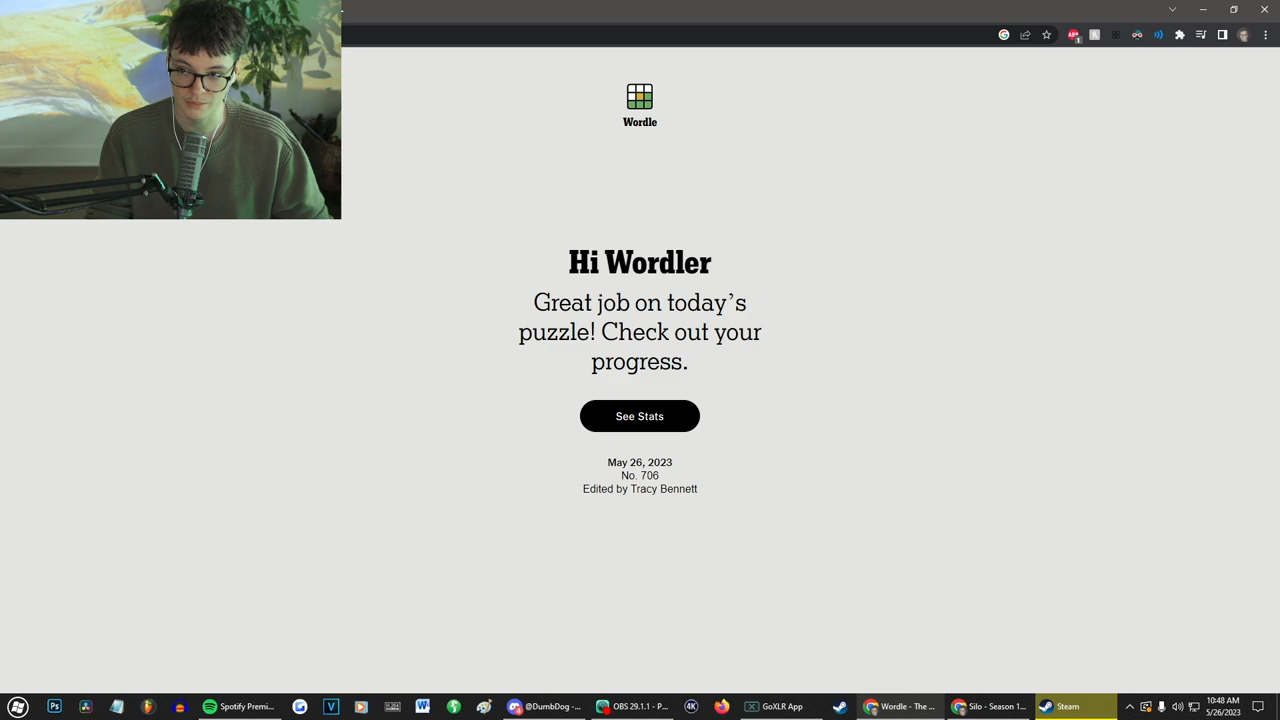 Wordle
Hi Wordler
Great job on today's
puzzle! Check out your
progress.
See Stats
May 26, 2023
No. 706
Edited by Tracy Bennett
Spotify Premi...
@DumbDog -...
OBS 29.1.1 - P...
GoXLR App
Wordle - The ...
Silo - Season 1...
Steam
10:48 AM
5/26/2023